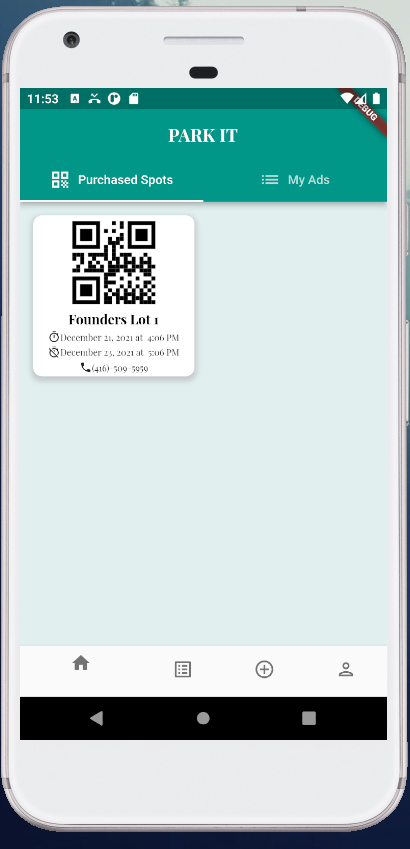 11:53
DEBUG
PARK IT
Purchased Spots
My Ads
Founders Lot 1
December 21, 2021 at 4:06 PM
December 23, 2021 at 5:06 PM
(416)-509-5959